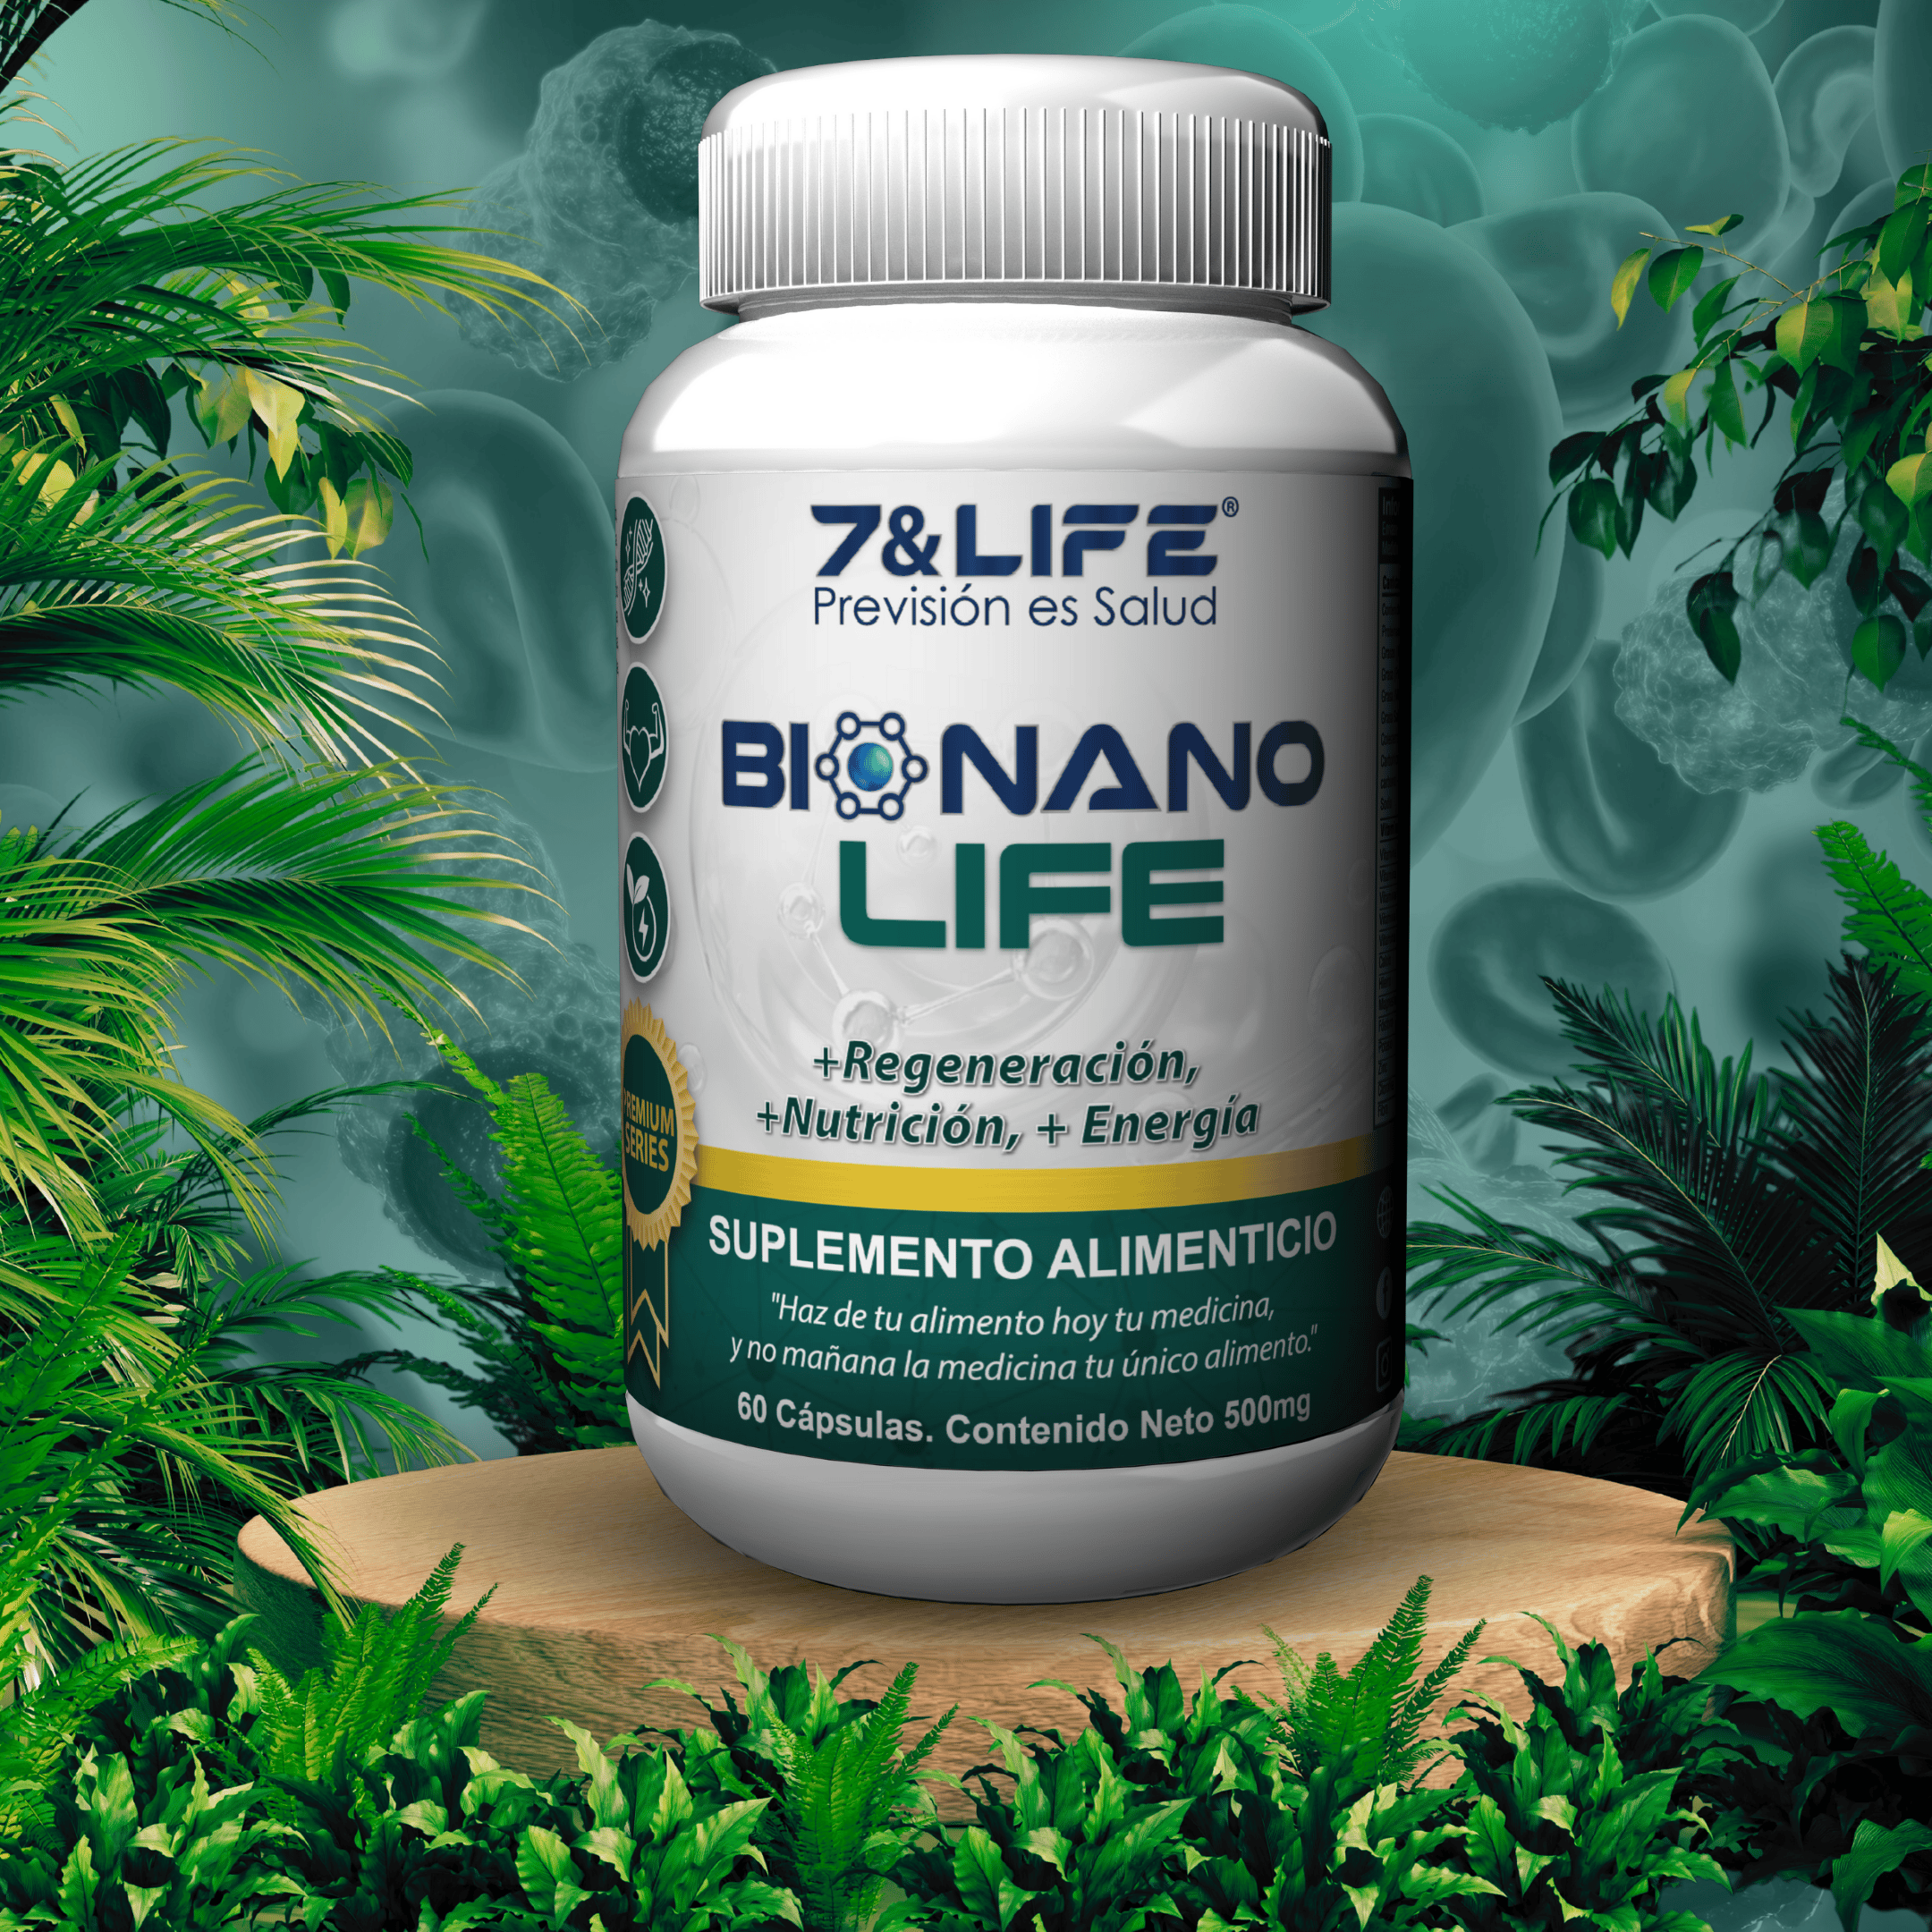 7&LIFE®
Previsión es Salud
BIONANO
LIFE
+Regeneración,
+Nutrición, + Energía
PREMIUM
SERIES
SUPLEMENTO ALIMENTICIO
"Haz de tu alimento hoy tu medicina,
y no mañana la medicina tu único alimento."
60 Cápsulas. Contenido Neto 500mg